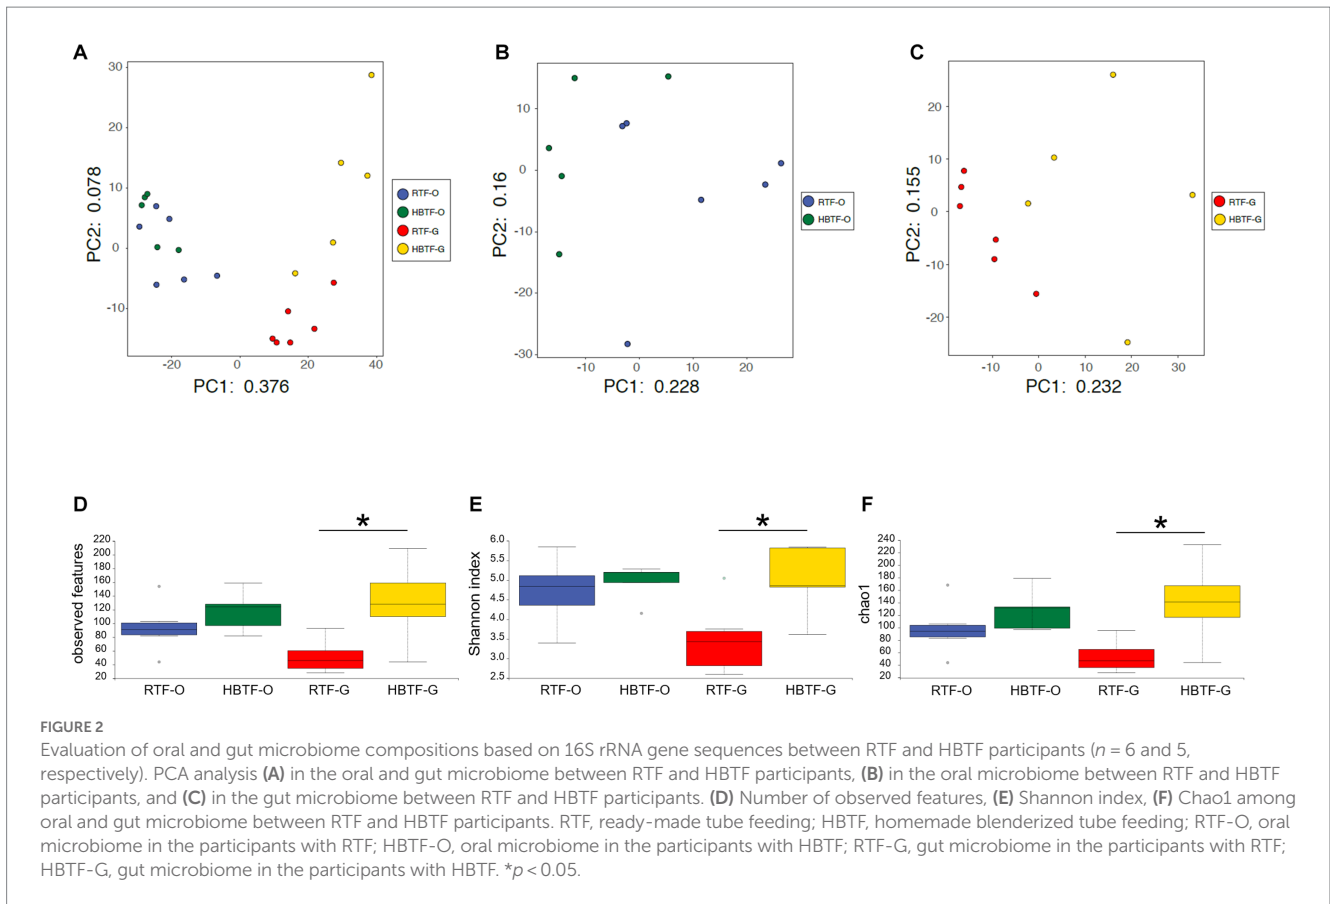 A
30
20
10
0
-10
-20
0
20
40
PC2: 0.078
PC1: 0.376
RTF-O
HBTF-O
RTF-G
HBTF-G
B
10
0
-10
-20
-30
-10
0
10
20
PC2: 0.16
PC1: 0.228
RTF-O
HBTF-O
C
20
10
0
-10
-20
-10
0
10
20
30
PC2: 0.155
PC1: 0.232
RTF-G
HBTF-G
D
observed features
220
200
180
160
140
120
100
80
60
40
20
*
RTF-O HBTF-O RTF-G HBTF-G
E
Shannon index
6.0
5.5
5.0
4.5
4.0
3.5
3.0
2.5
*
RTF-O HBTF-O RTF-G HBTF-G
F
chao1
240
220
200
180
160
140
120
100
80
60
40
20
*
RTF-O HBTF-O RTF-G HBTF-G
FIGURE 2
Evaluation of oral and gut microbiome compositions based on 16S rRNA gene sequences between RTF and HBTF participants (n = 6 and 5,
respectively). PCA analysis (A) in the oral and gut microbiome between RTF and HBTF participants, (B) in the oral microbiome between RTF and HBTF
participants, and (C) in the gut microbiome between RTF and HBTF participants. (D) Number of observed features, (E) Shannon index, (F) Chao1 among
oral and gut microbiome between RTF and HBTF participants. RTF, ready-made tube feeding; HBTF, homemade blenderized tube feeding; RTF-O, oral
microbiome in the participants with RTF; HBTF-O, oral microbiome in the participants with HBTF; RTF-G, gut microbiome in the participants with RTF;
HBTF-G, gut microbiome in the participants with HBTF. *p < 0.05.